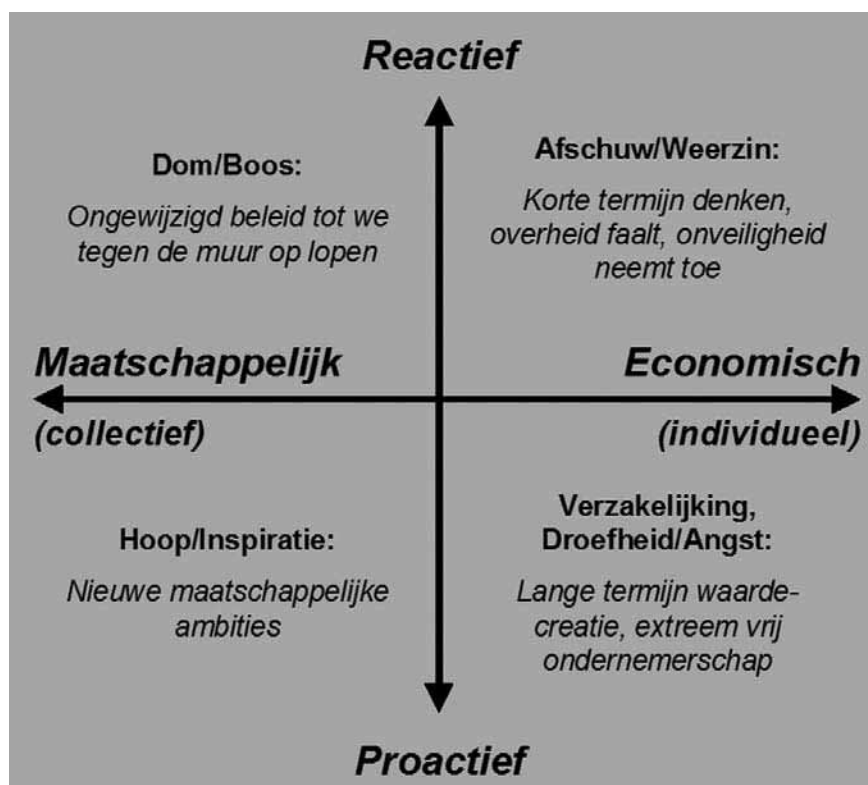 Reactief
Dom/Boos:
Ongewijzigd beleid tot we
tegen de muur op lopen
Afschuw/Weerzin:
Korte termijn denken,
overheid faalt, onveiligheid
neemt toe
Maatschappelijk
(collectief)
Economisch
(individueel)
Hoop/Inspiratie:
Nieuwe maatschappelijke
ambities
Verzakelijking,
Droefheid/Angst:
Lange termijn waarde-
creatie, extreem vrij
ondernemerschap
Proactief